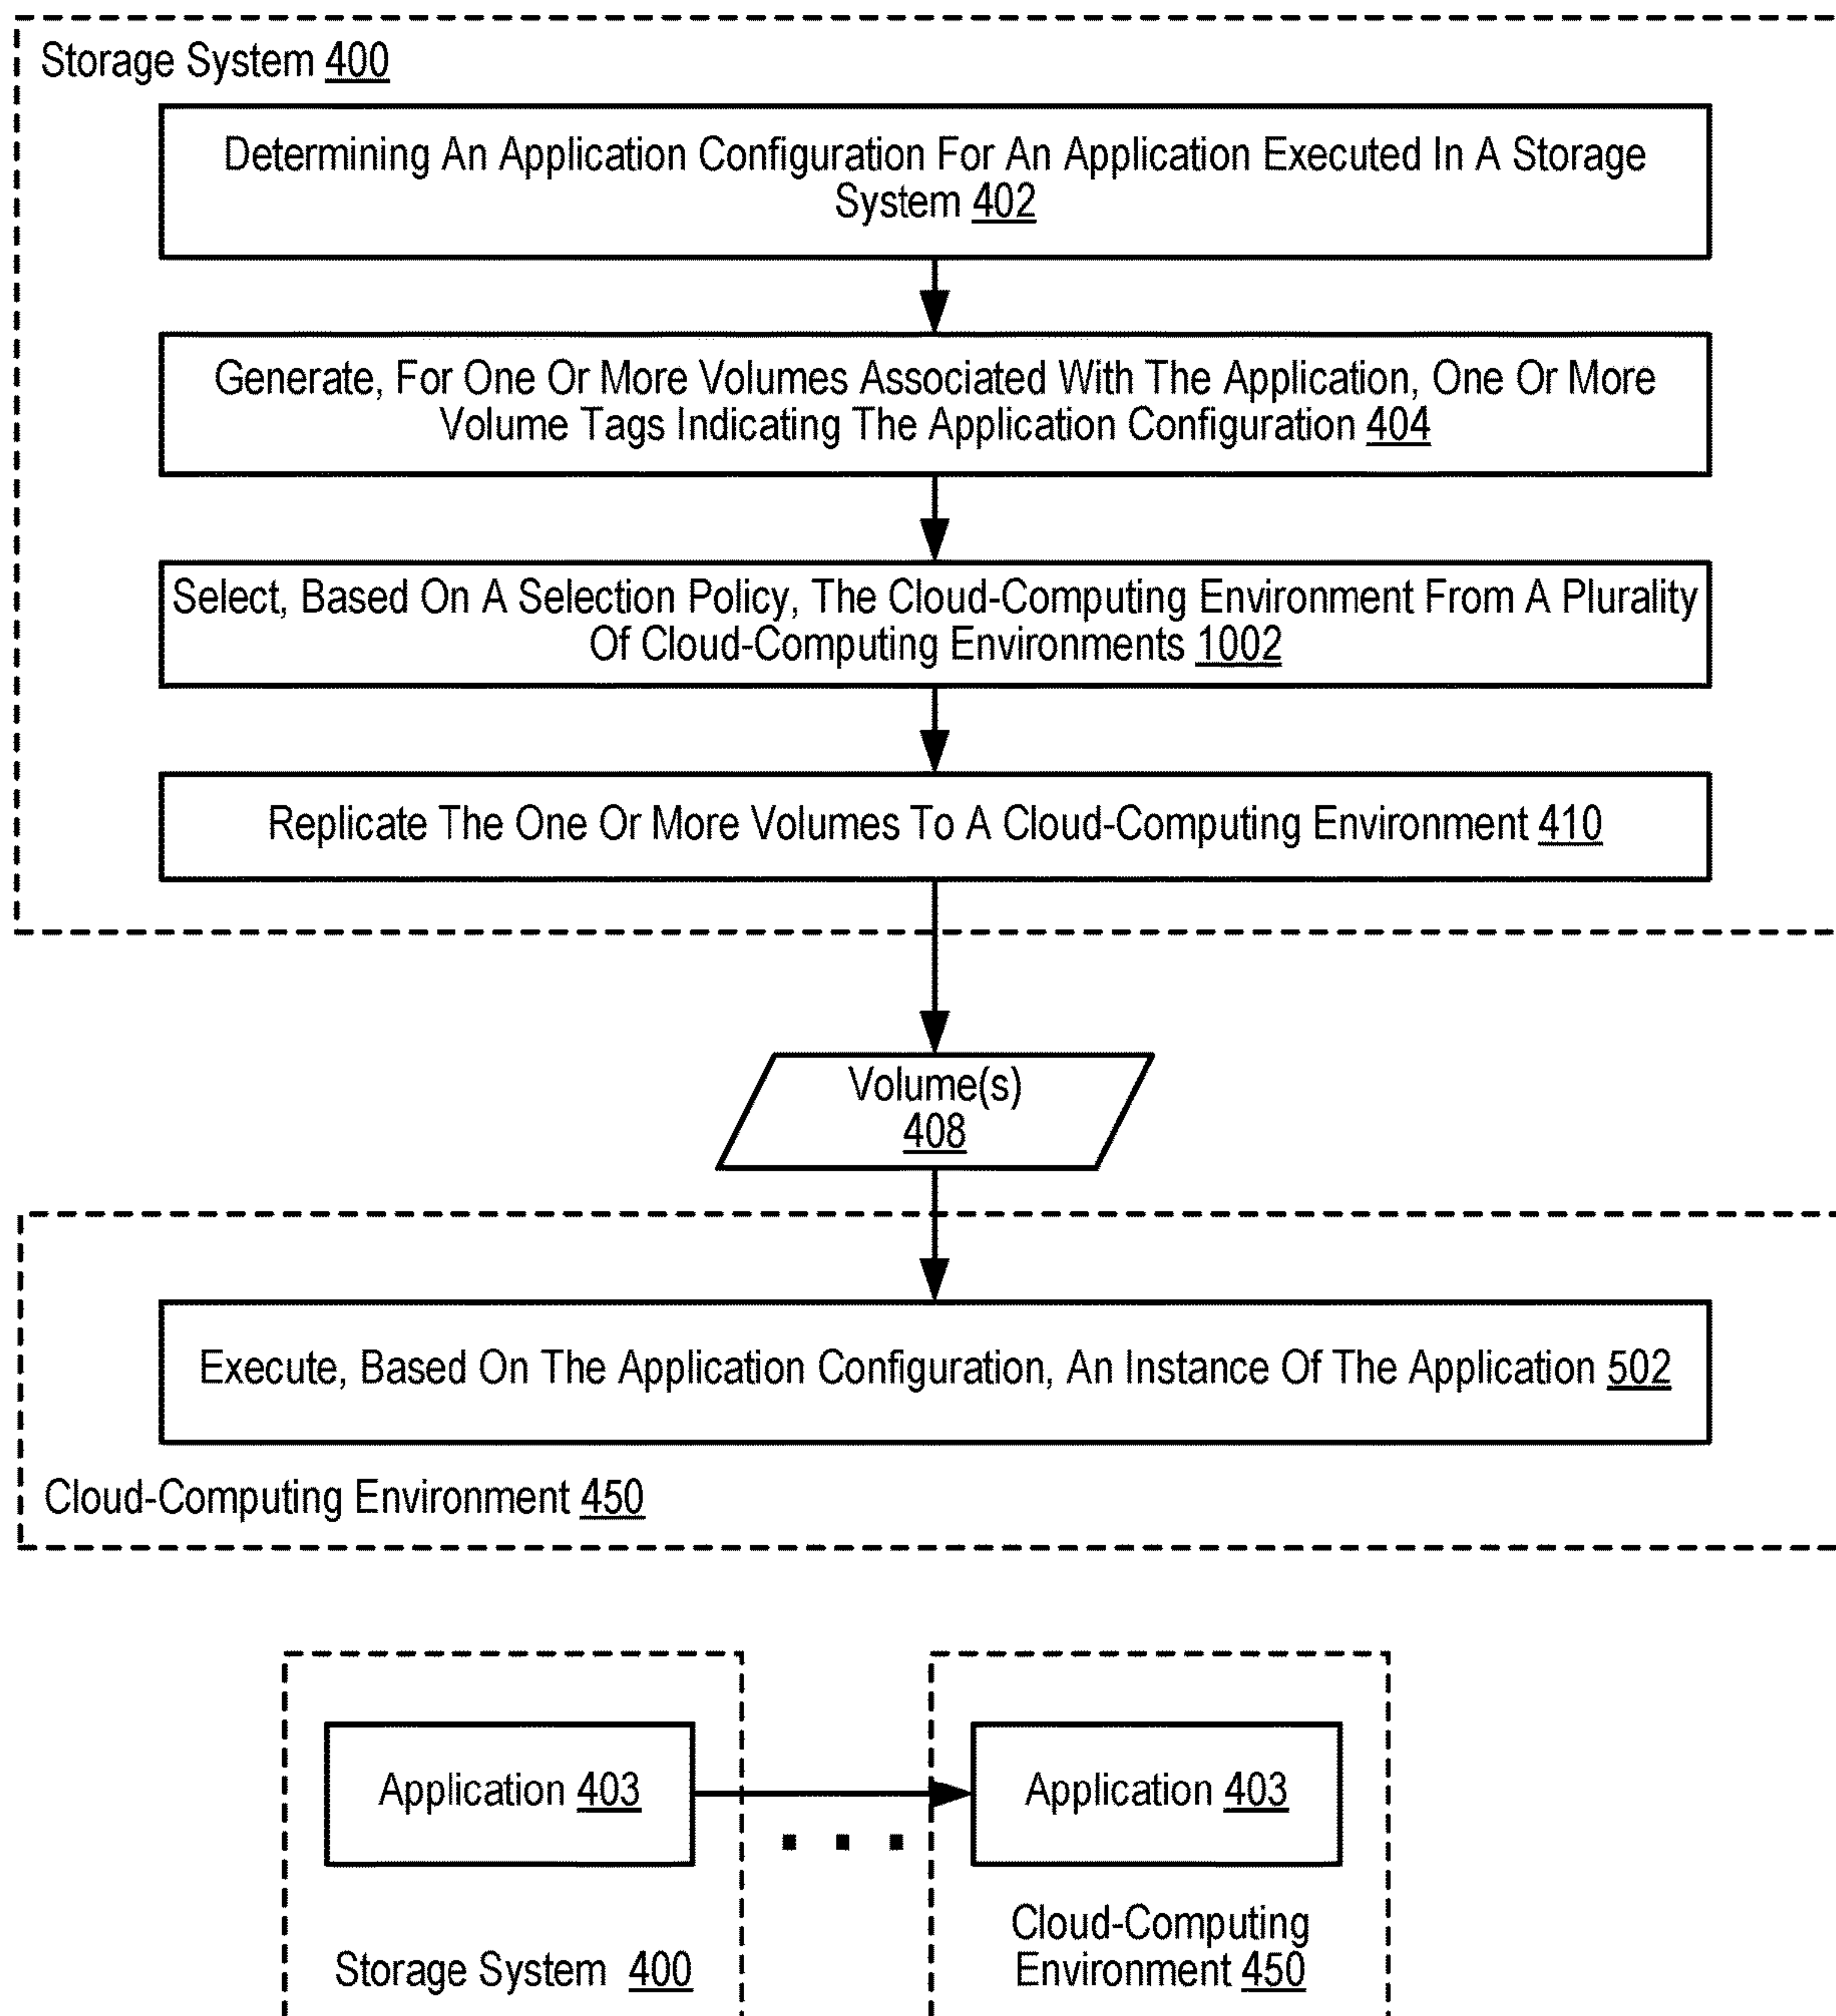 Storage System 400
Determining An Application Configuration For An Application Executed In A Storage
System 402
Generate, For One Or More Volumes Associated With The Application, One Or More
Volume Tags Indicating The Application Configuration 404
Select, Based On A Selection Policy, The Cloud-Computing Environment From A Plurality
Of Cloud-Computing Environments 1002
Replicate The One Or More Volumes To A Cloud-Computing Environment 410
Volume(s)
408
Execute, Based On The Application Configuration, An Instance Of The Application 502
Cloud-Computing Environment 450
Application 403
Application 403
Storage System 400
Cloud-Computing
Environment 450